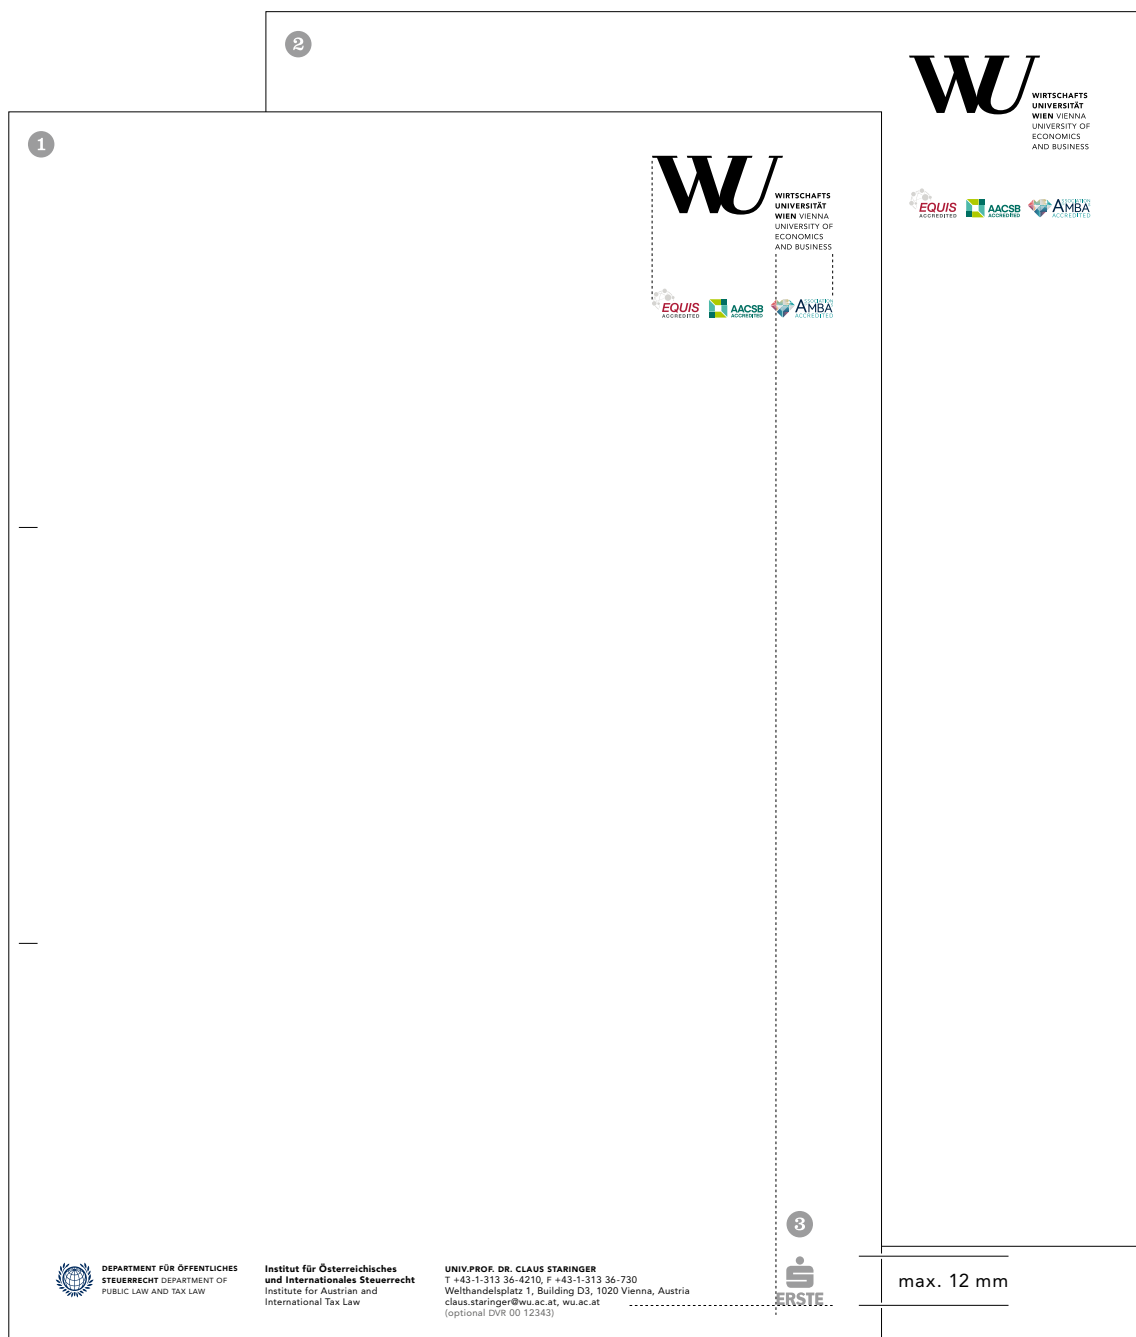 2
WU
WIRTSCHAFTS
UNIVERSITÄT
WIEN VIENNA
UNIVERSITY OF
ECONOMICS
AND BUSINESS
EQUIS
ACCREDITED
AACSB
ACCREDITED
ASSOCIATION
AMBA
ACCREDITED
1
WU
WIRTSCHAFTS
UNIVERSITÄT
WIEN VIENNA
UNIVERSITY OF
ECONOMICS
AND BUSINESS
EQUIS
ACCREDITED
AACSB
ACCREDITED
ASSOCIATION
AMBA
ACCREDITED
DEPARTMENT FÜR ÖFFENTLICHES
STEUERRECHT DEPARTMENT OF
PUBLIC LAW AND TAX LAW
Institut für Österreichisches
und Internationales Steuerrecht
Institute for Austrian and
International Tax Law
UNIV.PROF. DR. CLAUS STARINGER
T +43-1-313 36-4210, F +43-1-313 36-730
Welthandelsplatz 1, Building D3, 1020 Vienna, Austria
claus.staringer@wu.ac.at, wu.ac.at
(optional DVR 00 12343)
3
ERSTE
max. 12 mm